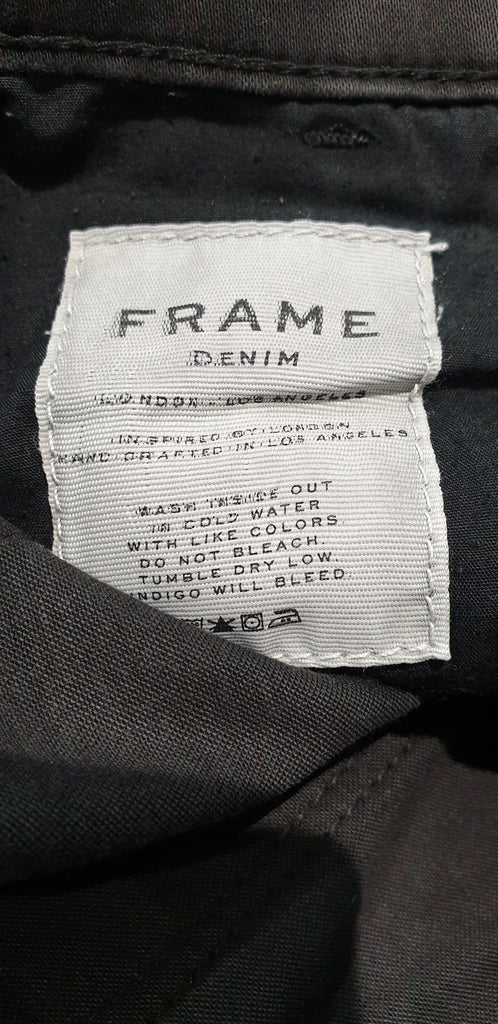 FRAME
DENIM
LONDON - LOS ANGELES
INSPIRED BY LONDON
HAND CRAFTED IN LOS ANGELES
WASH INSIDE OUT
IN COLD WATER
WITH LIKE COLORS
DO NOT BLEACH.
TUMBLE DRY LOW
INDIGO WILL BLEED.